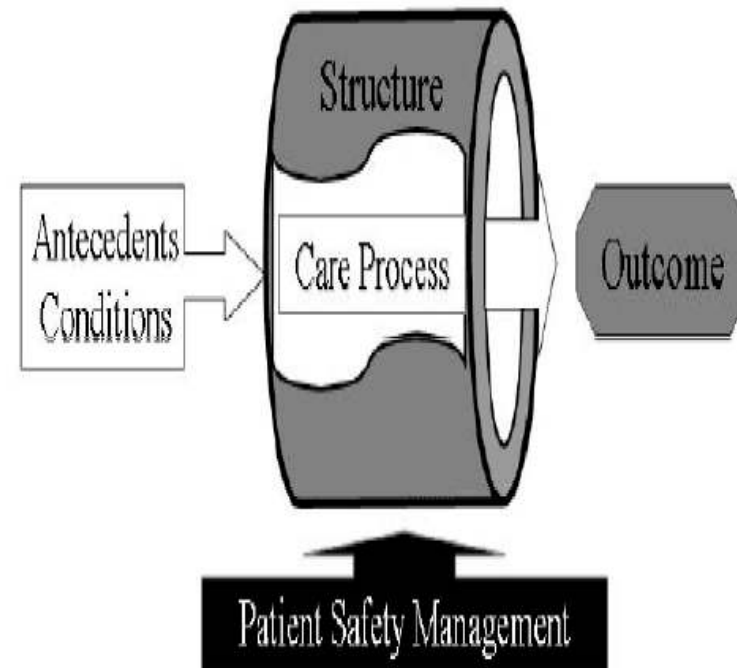 Structure
Antecedents
Conditions
Care Process
Outcome
Patient Safety Management